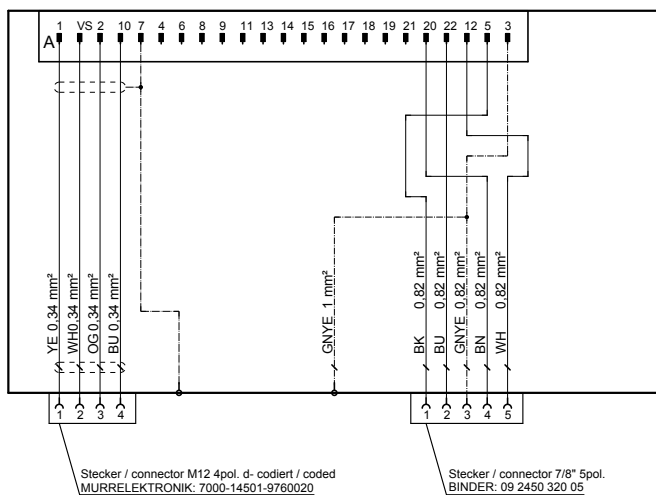 1 VS 2 10 7 4 6 8 9 11 13 14 15 16 17 18 19 21 20 22 12 5 3
A
YE 0,34 mm²
WH0,34 mm²
OG 0,34 mm²
BU 0,34 mm²
GNYE 1 mm²
BK 0,82 mm²
BU 0,82 mm²
GNYE 0,82 mm²
BN 0,82 mm²
WH 0,82 mm²
1 2 3 4
1 2 3 4 5
Stecker / connector M12 4pol. d- codiert / coded
MURRELEKTRONIK: 7000-14501-9760020
Stecker / connector 7/8" 5pol.
BINDER: 09 2450 320 05